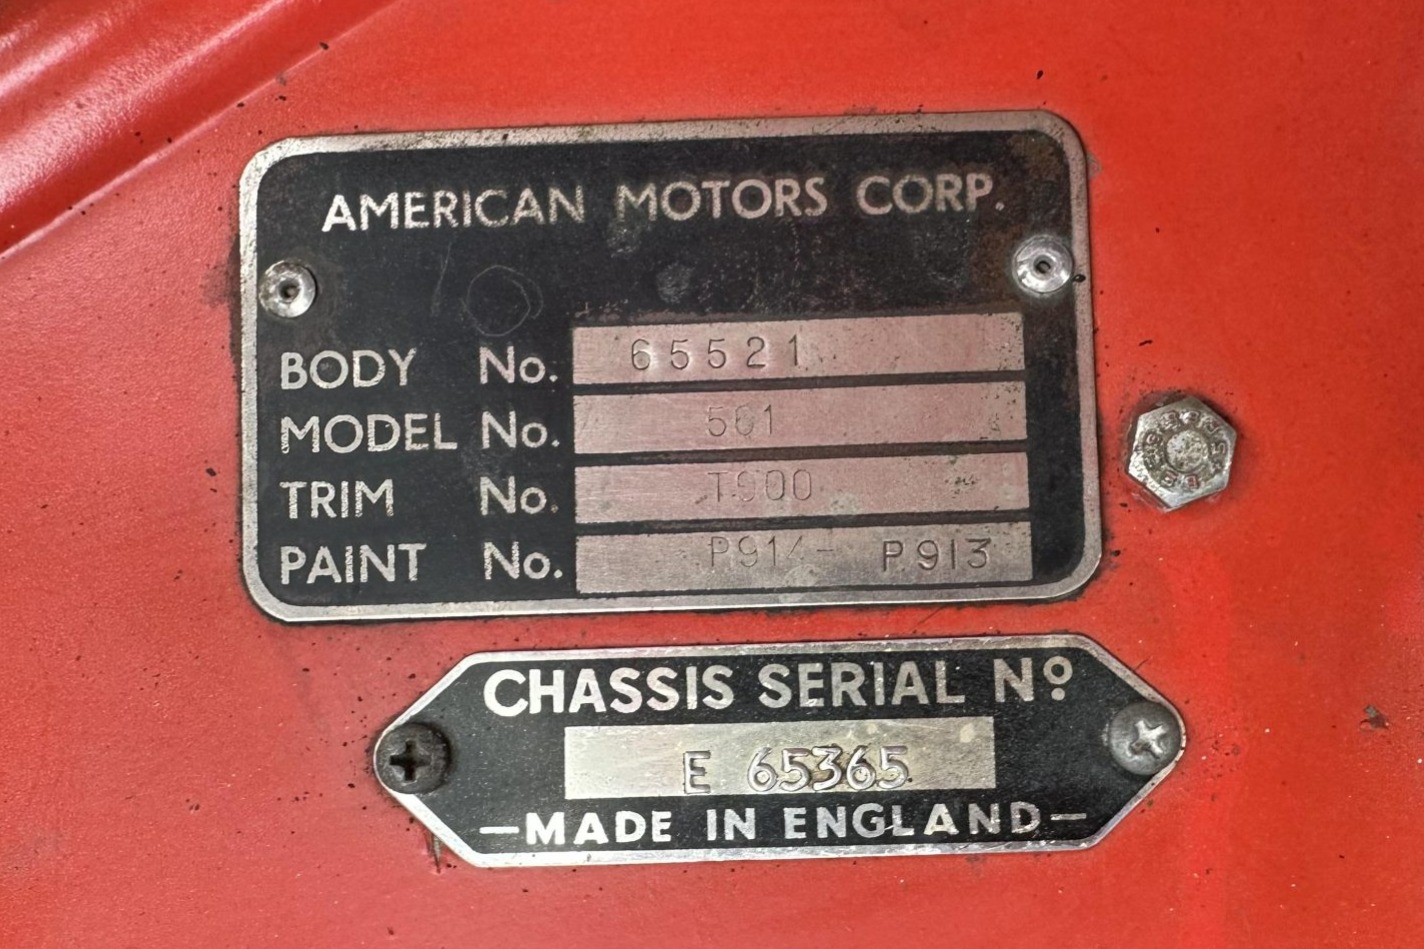 AMERICAN MOTORS CORP.
BODY No. 65521
MODEL No. 561
TRIM No. T900
PAINT No. P914- P913
CHASSIS SERIAL Nº
E 65365
—MADE IN ENGLAND—